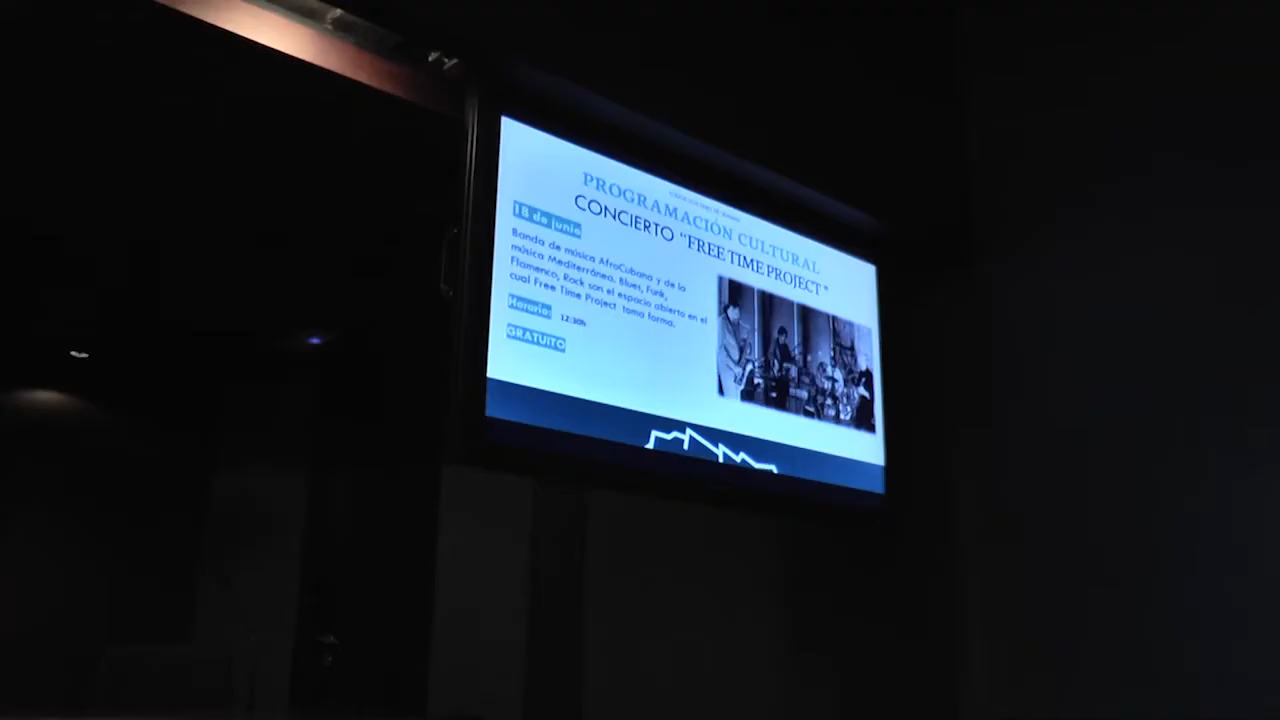 PROGRAMACIÓN CULTURAL
CONCIERTO “FREE TIME PROJECT”
18 de junio
Banda de música AfroCubana y de la
música Mediterránea. Blues, Funk,
Flamenco, Rock son el espacio abierto en el
cual Free Time Project toma forma.
Horario: 12:30h
GRATUITO